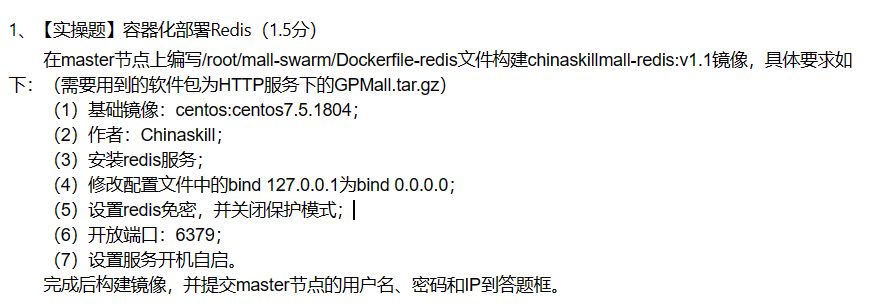 1、【实操题】容器化部署Redis（1.5分）
在master节点上编写/root/mall-swarm/Dockerfile-redis文件构建chinaskillmall-redis:v1.1镜像，具体要求如
下：（需要用到的软件包为HTTP服务下的GPMall.tar.gz）
（1）基础镜像：centos:centos7.5.1804；
（2）作者：Chinaskill；
（3）安装redis服务；
（4）修改配置文件中的bind 127.0.0.1为bind 0.0.0.0；
（5）设置redis免密，并关闭保护模式；
（6）开放端口：6379；
（7）设置服务开机自启。
完成后构建镜像，并提交master节点的用户名、密码和IP到答题框。